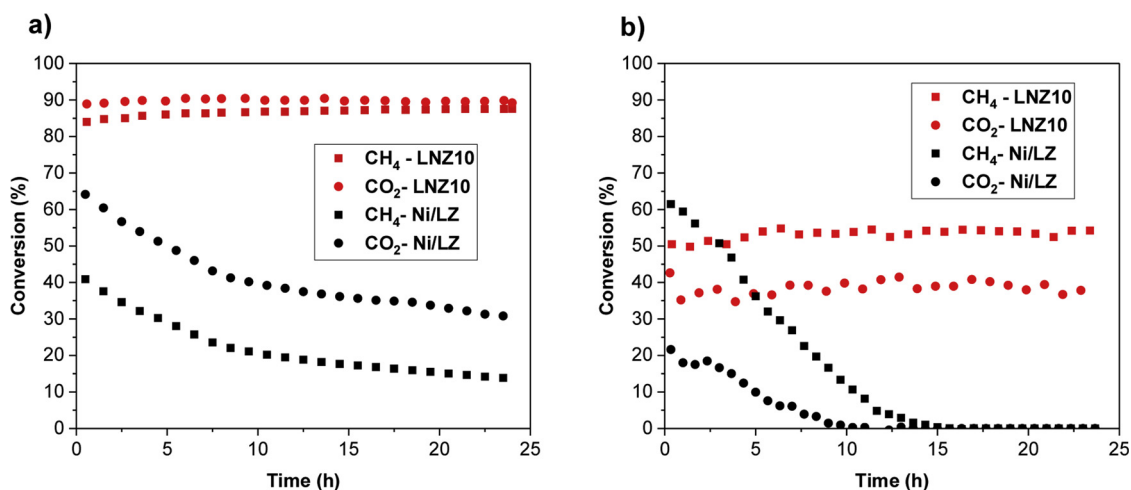 a)
100
90
80
70
60
50
40
30
20
10
0
Conversion (%)
CH₄ - LNZ10
CO₂- LNZ10
CH₄- Ni/LZ
CO₂- Ni/LZ
0 5 10 15 20 25
Time (h)
b)
100
90
80
70
60
50
40
30
20
10
0
Conversion (%)
CH₄ - LNZ10
CO₂- LNZ10
CH₄- Ni/LZ
CO₂- Ni/LZ
0 5 10 15 20 25
Time (h)